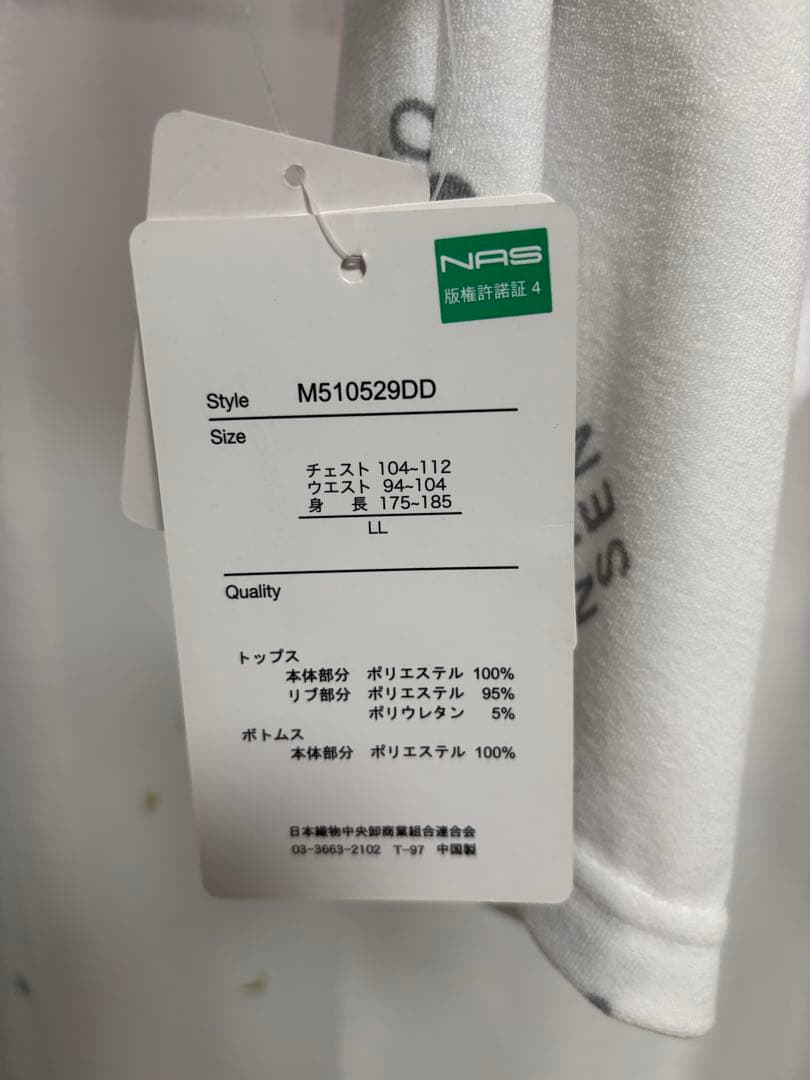 NAS
版権許諾証 4
Style M510529DD
Size
チェスト 104~112
ウエスト 94~104
身 長 175~185
LL
Quality
トップス
本体部分 ポリエステル 100%
リブ部分 ポリエステル 95%
ポリウレタン 5%
ボトムス
本体部分 ポリエステル 100%
日本織物中央卸商業組合連合会
03-3663-2102 T-97 中国製